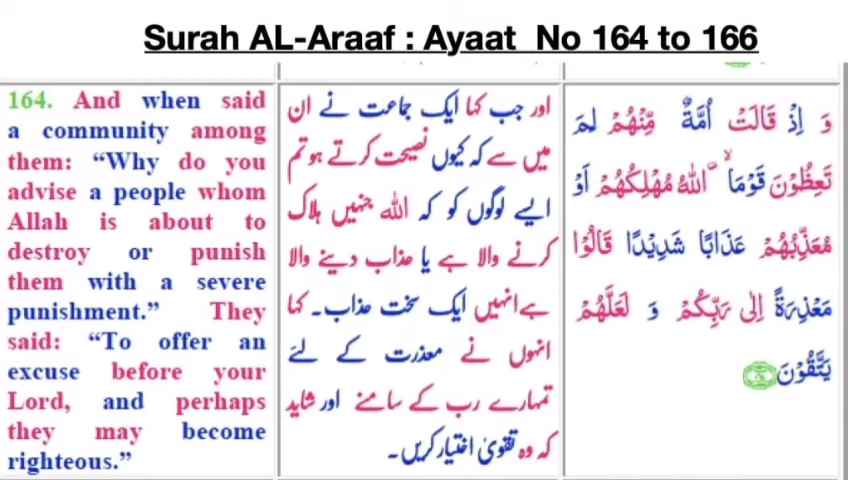 Surah AL-Araaf : Ayaat No 164 to 166
164. And when said
a community among
them: “Why do you
advise a people whom
Allah is about to
destroy or punish
them with a severe
punishment.” They
said: “To offer an
excuse before your
Lord, and perhaps
they may become
righteous.”
اور جب کہا ایک جماعت نے ان
میں سے کہ کیوں نصیحت کرتے ہو تم
ایسے لوگوں کو کہ اللہ جنہیں ہلاک
کرنے والا ہے یا عذاب دینے والا
ہے انہیں ایک سخت عذاب۔ کہا
انہوں نے معذرت کے لئے
تمہارے رب کے سامنے اور شاید
کہ وہ تقویٰ اختیار کریں۔
وَ اِذْ قَالَتْ اُمَّةٌ مِّنْهُمْ لِمَ
تَعِظُوْنَ قَوْمَا ۙ ۟اللّٰهُ مُهْلِكُهُمْ اَوْ
مُعَذِّبُهُمْ عَذَابًا شَدِيْدًا قَالُوْا
مَعْذِرَةً اِلٰى رَبِّكُمْ وَ لَعَلَّهُمْ
يَتَّقُوْنَ